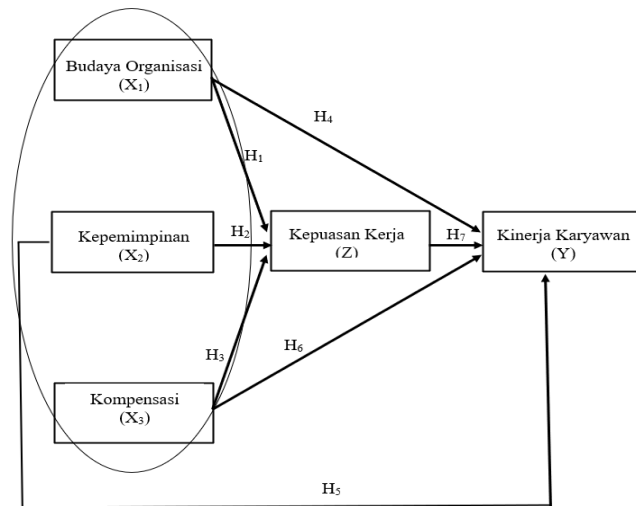 Budaya Organisasi
(X₁)
H₄
H₁
Kepemimpinan
(X₂)
H₂
Kepuasan Kerja
(Z)
H₇
Kinerja Karyawan
(Y)
H₃
H₆
Kompensasi
(X₃)
H₅